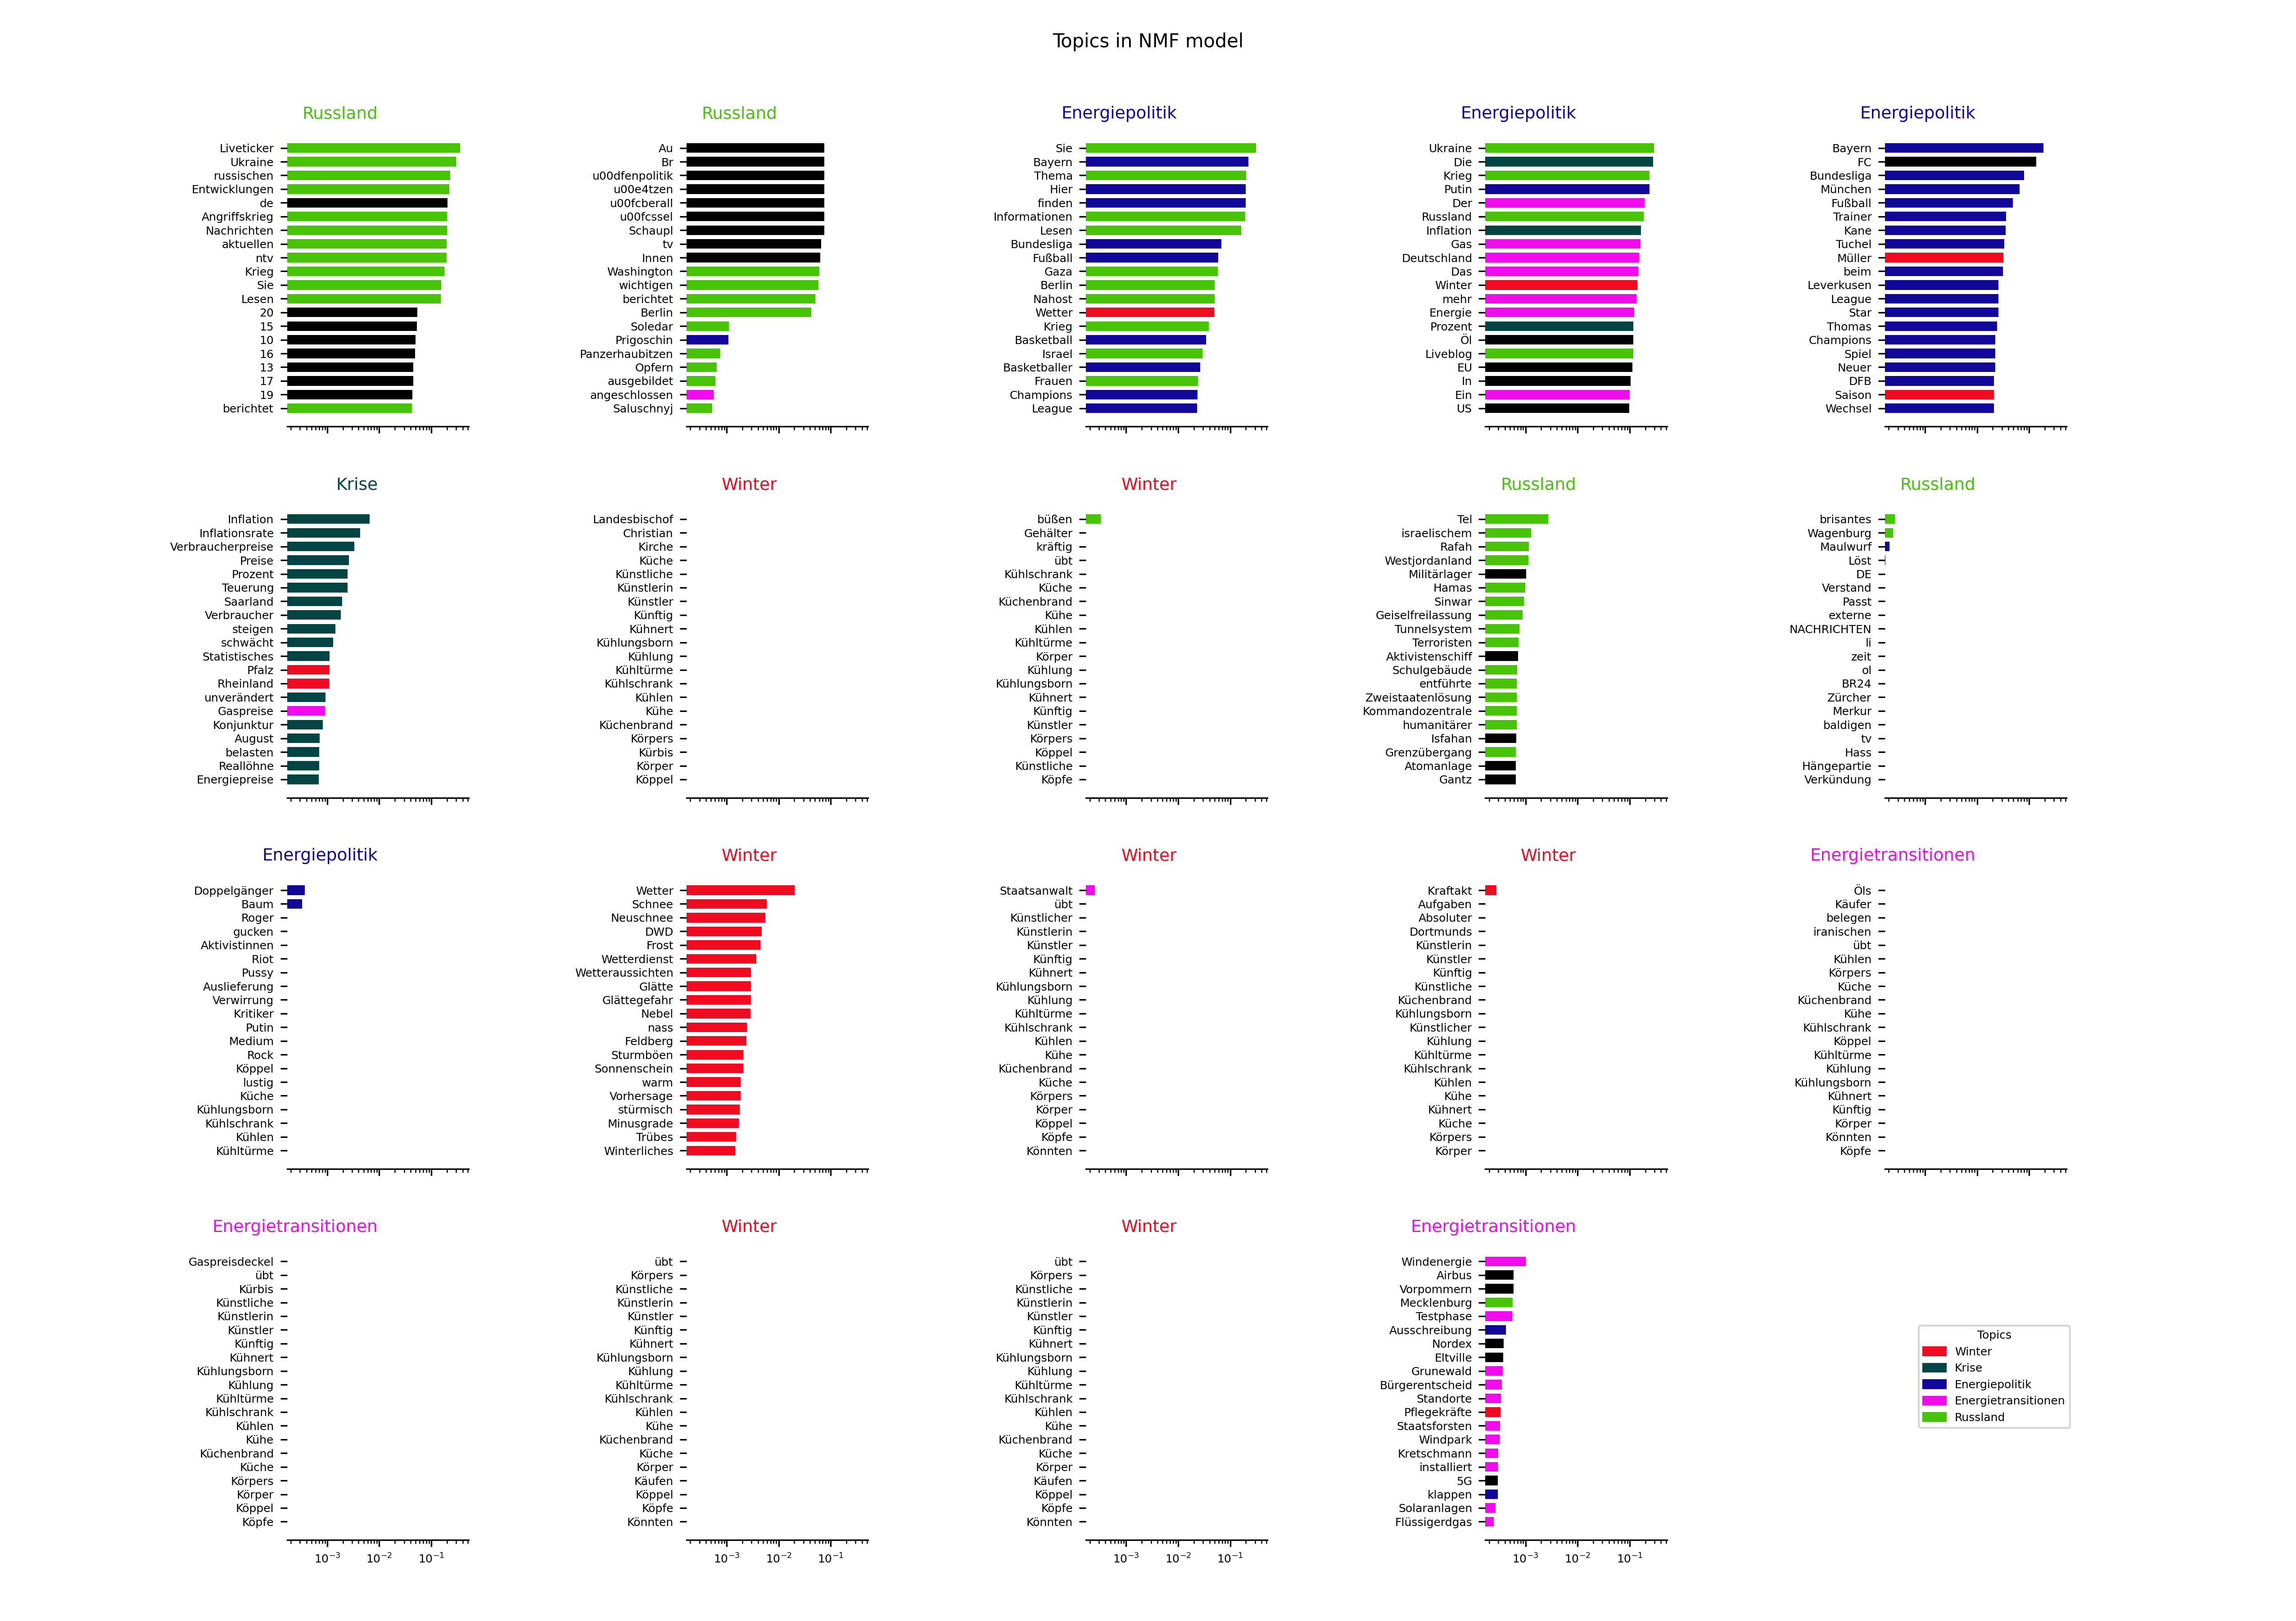 Topics in NMF model
Russland
Liveticker
Ukraine
russischen
Entwicklungen
de
Angriffskrieg
Nachrichten
aktuellen
ntv
Krieg
Sie
Lesen
20
15
10
16
13
17
19
berichtet
Russland
Au
Br
u00dfenpolitik
u00e4tzen
u00fcberall
u00fcssel
Schaupl
tv
Innen
Washington
wichtigen
berichtet
Berlin
Soledar
Prigoschin
Panzerhaubitzen
Opfern
ausgebildet
angeschlossen
Saluschnyj
Energiepolitik
Sie
Bayern
Thema
Hier
finden
Informationen
Lesen
Bundesliga
Fußball
Gaza
Berlin
Nahost
Wetter
Krieg
Basketball
Israel
Basketballer
Frauen
Champions
League
Energiepolitik
Ukraine
Die
Krieg
Putin
Der
Russland
Inflation
Gas
Deutschland
Das
Winter
mehr
Energie
Prozent
Öl
Liveblog
EU
In
Ein
US
Energiepolitik
Bayern
FC
Bundesliga
München
Fußball
Trainer
Kane
Tuchel
Müller
beim
Leverkusen
League
Star
Thomas
Champions
Spiel
Neuer
DFB
Saison
Wechsel
Krise
Inflation
Inflationsrate
Verbraucherpreise
Preise
Prozent
Teuerung
Saarland
Verbraucher
steigen
schwächt
Statistisches
Pfalz
Rheinland
unverändert
Gaspreise
Konjunktur
August
belasten
Reallöhne
Energiepreise
Winter
Landesbischof
Christian
Kirche
Küche
Künstliche
Künstlerin
Künstler
Künftig
Kühnert
Kühlungsborn
Kühlung
Kühltürme
Kühlschrank
Kühlen
Kühe
Küchenbrand
Körpers
Kürbis
Körper
Köppel
Winter
büßen
Gehälter
kräftig
übt
Kühlschrank
Küche
Küchenbrand
Kühe
Kühlen
Kühltürme
Körper
Kühlung
Kühlungsborn
Kühnert
Künftig
Künstler
Körpers
Köppel
Künstliche
Köpfe
Russland
Tel
israelischem
Rafah
Westjordanland
Militärlager
Hamas
Sinwar
Geiselfreilassung
Tunnelsystem
Terroristen
Aktivistenschiff
Schulgebäude
entführte
Zweistaatenlösung
Kommandozentrale
humanitärer
Isfahan
Grenzübergang
Atomanlage
Gantz
Russland
brisantes
Wagenburg
Maulwurf
Löst
DE
Verstand
Passt
externe
NACHRICHTEN
li
zeit
ol
BR24
Zürcher
Merkur
baldigen
tv
Hass
Hängepartie
Verkündung
Energiepolitik
Doppelgänger
Baum
Roger
gucken
Aktivistinnen
Riot
Pussy
Auslieferung
Verwirrung
Kritiker
Putin
Medium
Rock
Köppel
lustig
Küche
Kühlungsborn
Kühlschrank
Kühlen
Kühltürme
Winter
Wetter
Schnee
Neuschnee
DWD
Frost
Wetterdienst
Wetteraussichten
Glätte
Glättegefahr
Nebel
nass
Feldberg
Sturmböen
Sonnenschein
warm
Vorhersage
stürmisch
Minusgrade
Trübes
Winterliches
Winter
Staatsanwalt
übt
Künstlicher
Künstlerin
Künstler
Künftig
Kühnert
Kühlungsborn
Kühlung
Kühltürme
Kühlschrank
Kühlen
Kühe
Küchenbrand
Küche
Körpers
Körper
Köppel
Köpfe
Könnten
Winter
Kraftakt
Aufgaben
Absoluter
Dortmunds
Künstlerin
Künstler
Künftig
Künstliche
Küchenbrand
Kühlungsborn
Künstlicher
Kühlung
Kühltürme
Kühlschrank
Kühlen
Kühe
Kühnert
Küche
Körpers
Körper
Energietransitionen
Öls
Käufer
belegen
iranischen
übt
Kühlen
Körpers
Küche
Küchenbrand
Kühe
Kühlschrank
Köppel
Kühltürme
Kühlung
Kühlungsborn
Kühnert
Künftig
Körper
Könnten
Köpfe
Energietransitionen
Gaspreisdeckel
übt
Kürbis
Künstliche
Künstlerin
Künstler
Künftig
Kühnert
Kühlungsborn
Kühlung
Kühltürme
Kühlschrank
Kühlen
Kühe
Küchenbrand
Küche
Körpers
Körper
Köppel
Köpfe
10⁻³ 10⁻² 10⁻¹
Winter
übt
Körpers
Künstliche
Künstlerin
Künstler
Künftig
Kühnert
Kühlungsborn
Kühlung
Kühltürme
Kühlschrank
Kühlen
Kühe
Küchenbrand
Küche
Körper
Käufen
Köppel
Köpfe
Könnten
10⁻³ 10⁻² 10⁻¹
Winter
übt
Körpers
Künstliche
Künstlerin
Künstler
Künftig
Kühnert
Kühlungsborn
Kühlung
Kühltürme
Kühlschrank
Kühlen
Kühe
Küchenbrand
Küche
Körper
Käufen
Köppel
Köpfe
Könnten
10⁻³ 10⁻² 10⁻¹
Energietransitionen
Windenergie
Airbus
Vorpommern
Mecklenburg
Testphase
Ausschreibung
Nordex
Eltville
Grunewald
Bürgerentscheid
Standorte
Pflegekräfte
Staatsforsten
Windpark
Kretschmann
installiert
5G
klappen
Solaranlagen
Flüssigerdgas
10⁻³ 10⁻² 10⁻¹
Topics
Winter
Krise
Energiepolitik
Energietransitionen
Russland